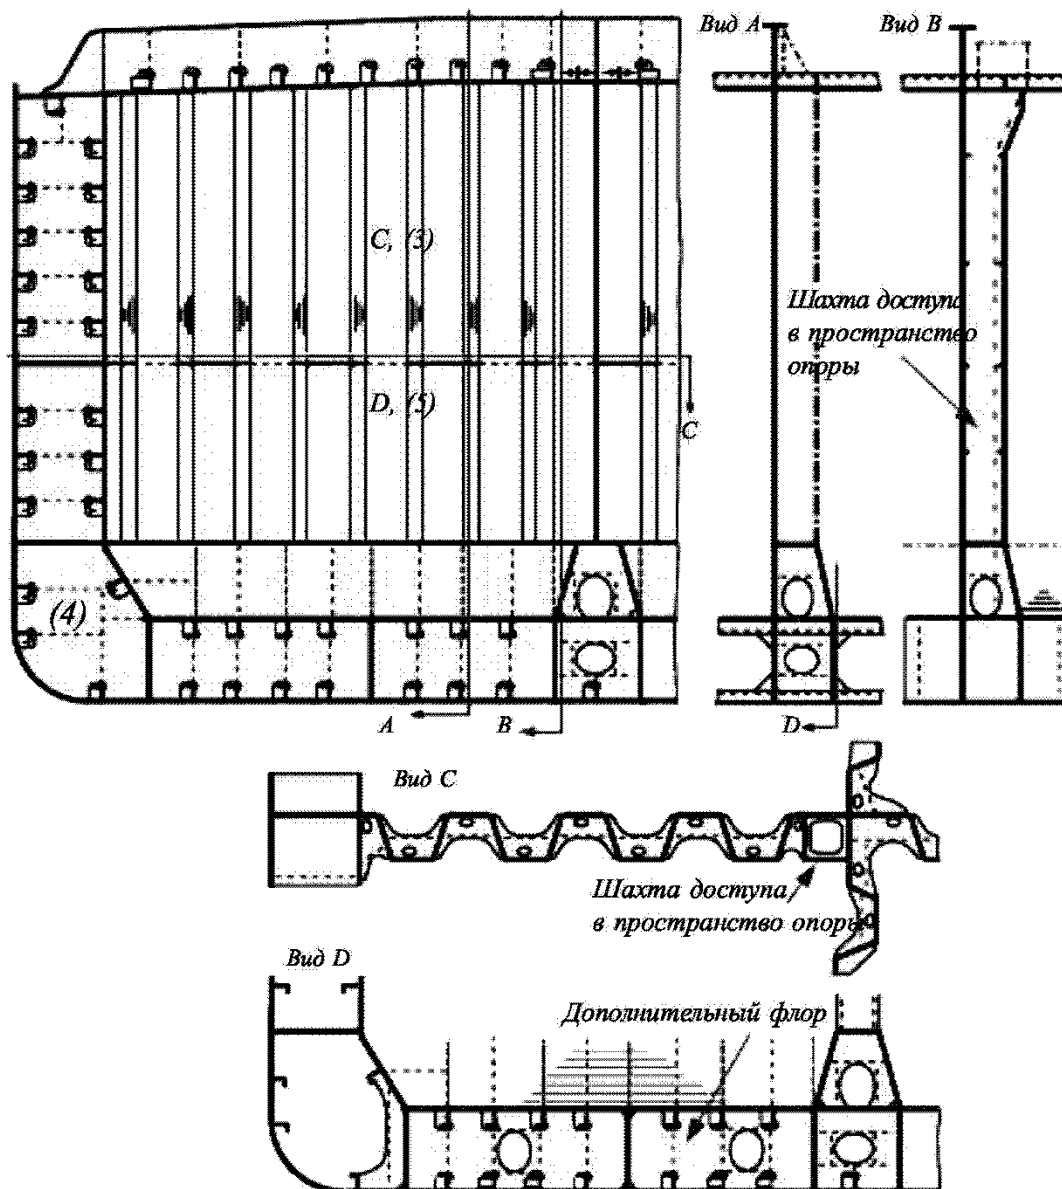 Вид A
Вид B
C, (3)
Шахта доступа
в пространство
опоры
D, (5)
C
(4)
A
B
D
Вид C
Шахта доступа
в пространство опоры
Вид D
Дополнительный флор